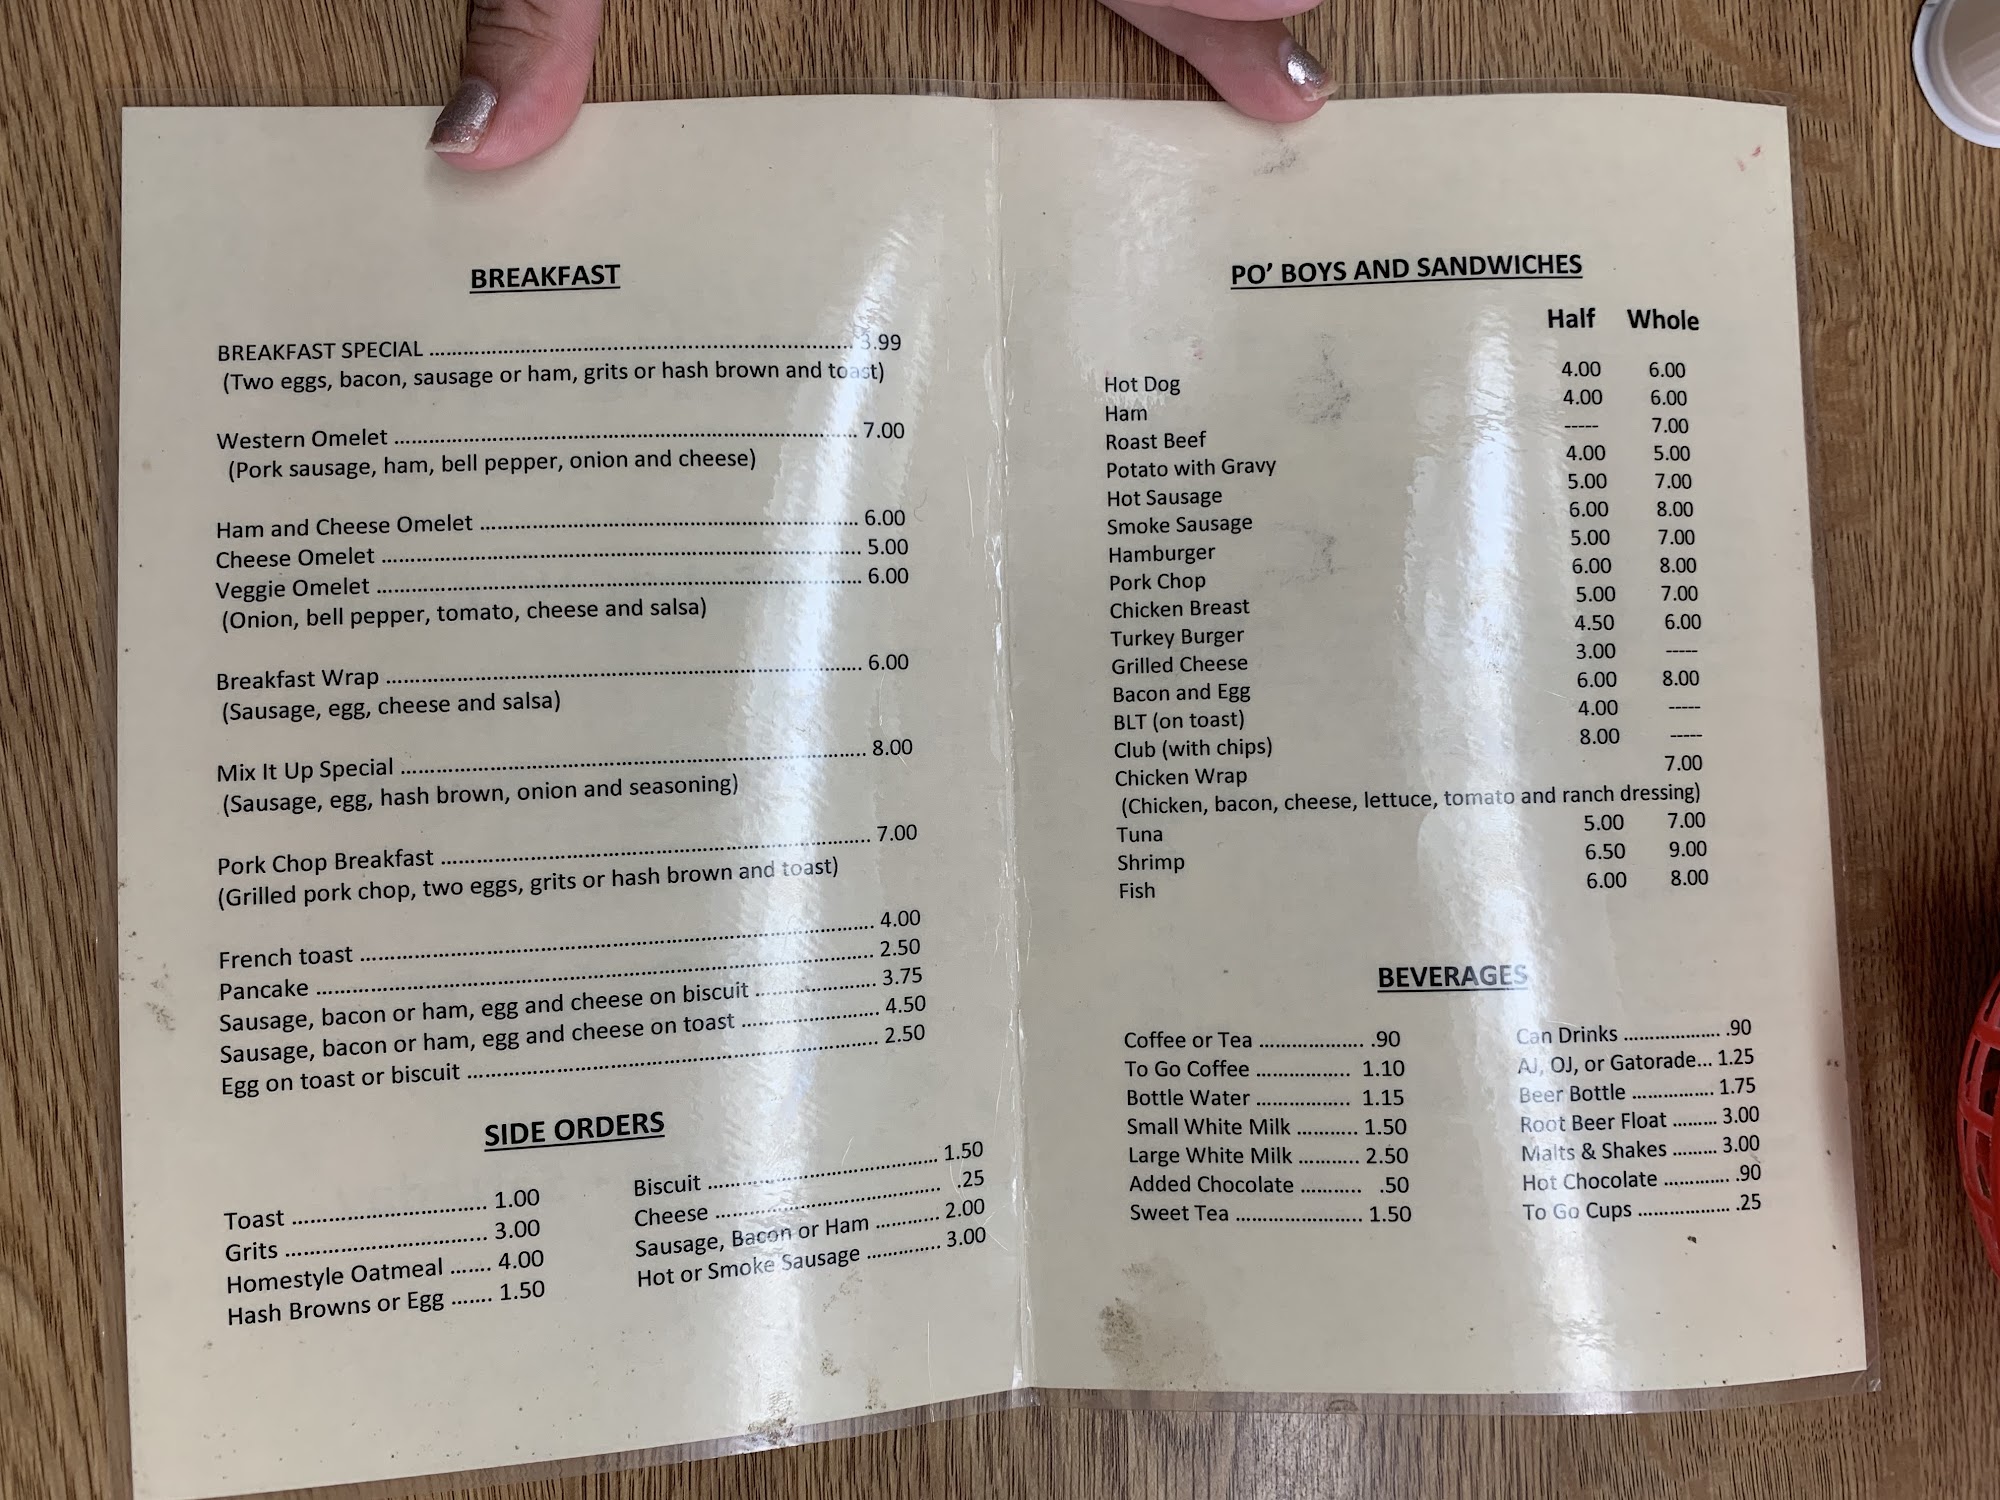 BREAKFAST
BREAKFAST SPECIAL ........ 3.99
(Two eggs, bacon, sausage or ham, grits or hash brown and toast)
Western Omelet ........ 7.00
(Pork sausage, ham, bell pepper, onion and cheese)
Ham and Cheese Omelet ........ 6.00
Cheese Omelet ........ 5.00
Veggie Omelet ........ 6.00
(Onion, bell pepper, tomato, cheese and salsa)
Breakfast Wrap ........ 6.00
(Sausage, egg, cheese and salsa)
Mix It Up Special ........ 8.00
(Sausage, egg, hash brown, onion and seasoning)
Pork Chop Breakfast ........ 7.00
(Grilled pork chop, two eggs, grits or hash brown and toast)
French toast ........ 4.00
Pancake ........ 2.50
Sausage, bacon or ham, egg and cheese on biscuit ........ 3.75
Sausage, bacon or ham, egg and cheese on toast ........ 4.50
Egg on toast or biscuit ........ 2.50
SIDE ORDERS
Toast ........ 1.00
Grits ........ 3.00
Homestyle Oatmeal ....... 4.00
Hash Browns or Egg ....... 1.50
Biscuit ........ 1.50
Cheese ........ .25
Sausage, Bacon or Ham ........ 2.00
Hot or Smoke Sausage ........ 3.00
PO' BOYS AND SANDWICHES
Half Whole
Hot Dog 4.00 6.00
Ham 4.00 6.00
Roast Beef ----- 7.00
Potato with Gravy 4.00 5.00
Hot Sausage 5.00 7.00
Smoke Sausage 6.00 8.00
Hamburger 5.00 7.00
Pork Chop 6.00 8.00
Chicken Breast 5.00 7.00
Turkey Burger 4.50 6.00
Grilled Cheese 3.00 -----
Bacon and Egg 6.00 8.00
BLT (on toast) 4.00 -----
Club (with chips) 8.00 -----
Chicken Wrap 7.00
(Chicken, bacon, cheese, lettuce, tomato and ranch dressing)
Tuna 5.00 7.00
Shrimp 6.50 9.00
Fish 6.00 8.00
BEVERAGES
Coffee or Tea ........ .90
To Go Coffee ........ 1.10
Bottle Water ........ 1.15
Small White Milk ........ 1.50
Large White Milk ........ 2.50
Added Chocolate ........ .50
Sweet Tea ........ 1.50
Can Drinks ........ .90
AJ, OJ, or Gatorade... 1.25
Beer Bottle ........ 1.75
Root Beer Float ........ 3.00
Malts & Shakes ........ 3.00
Hot Chocolate ........ .90
To Go Cups ........ .25